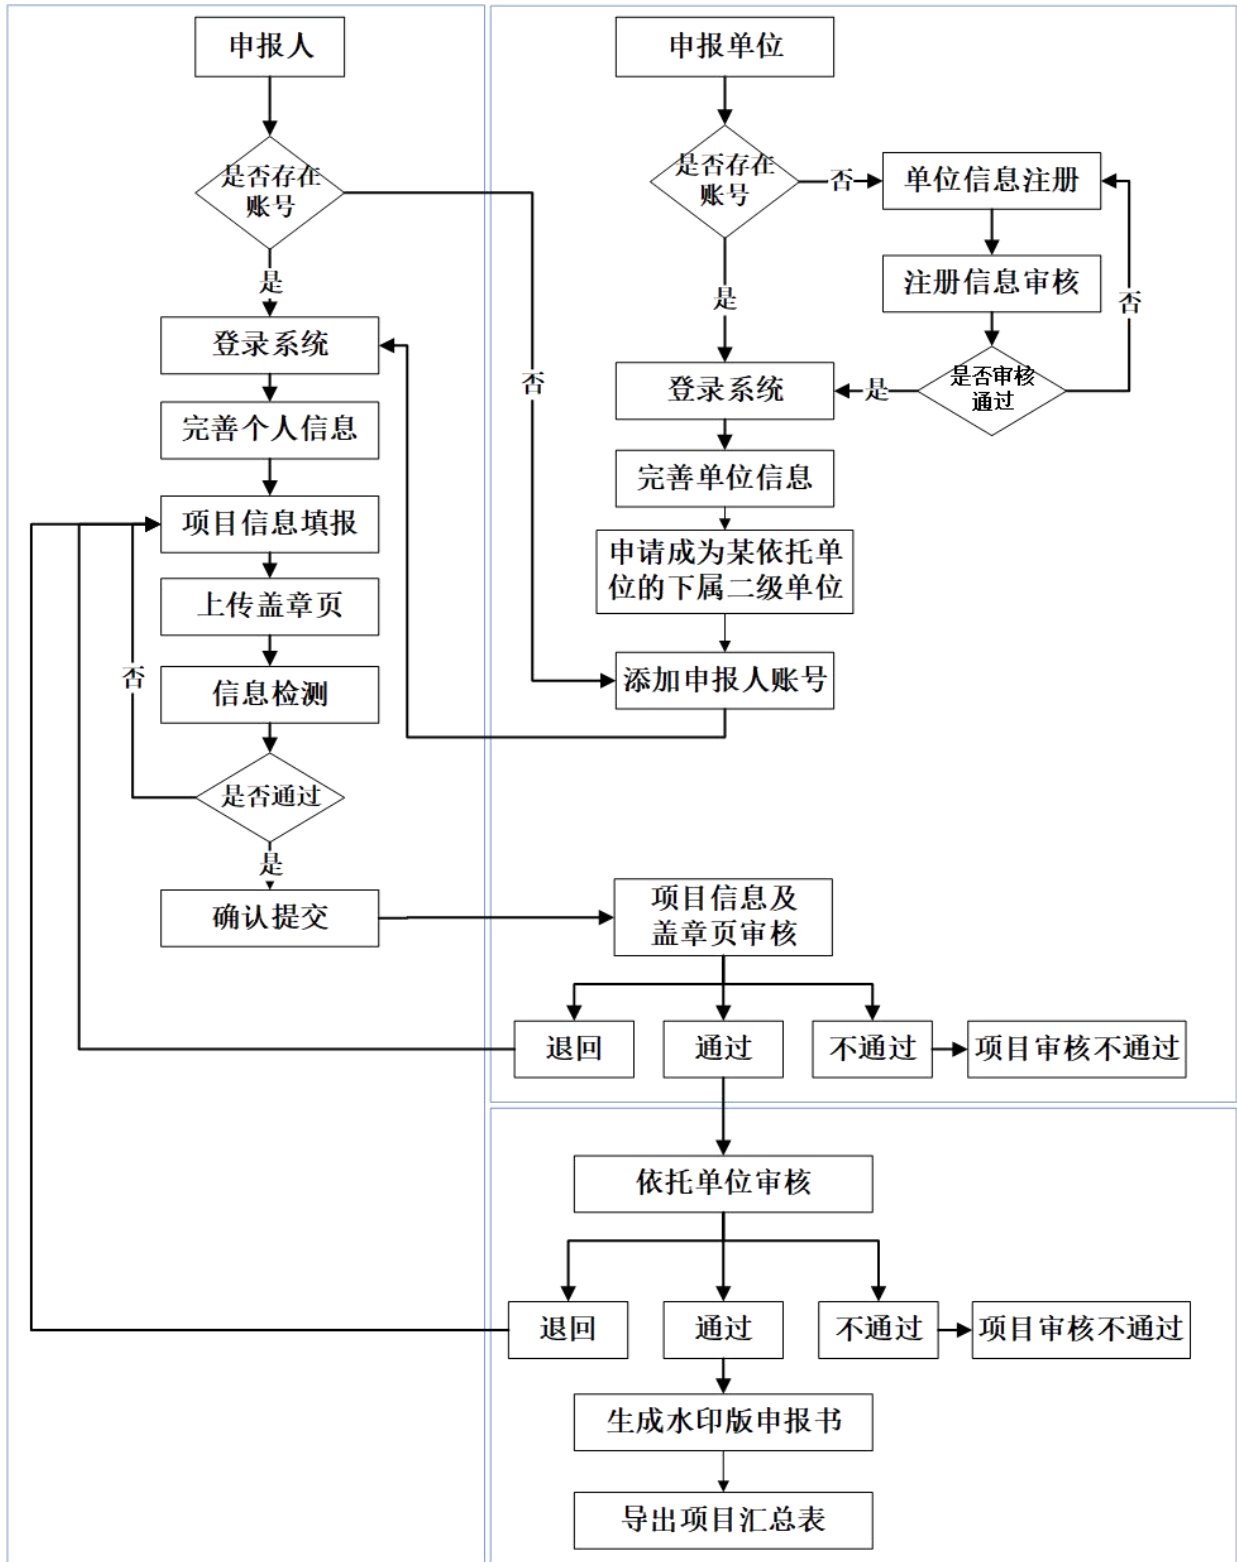 申报人
是否存在
账号
是
否
登录系统
完善个人信息
项目信息填报
上传盖章页
否
信息检测
是否通过
是
确认提交
申报单位
是否存在
账号
否
单位信息注册
注册信息审核
否
是
是否审核
通过
是
登录系统
完善单位信息
申请成为某依托单
位的下属二级单位
添加申报人账号
项目信息及
盖章页审核
退回
通过
不通过
项目审核不通过
依托单位审核
退回
通过
不通过
项目审核不通过
生成水印版申报书
导出项目汇总表